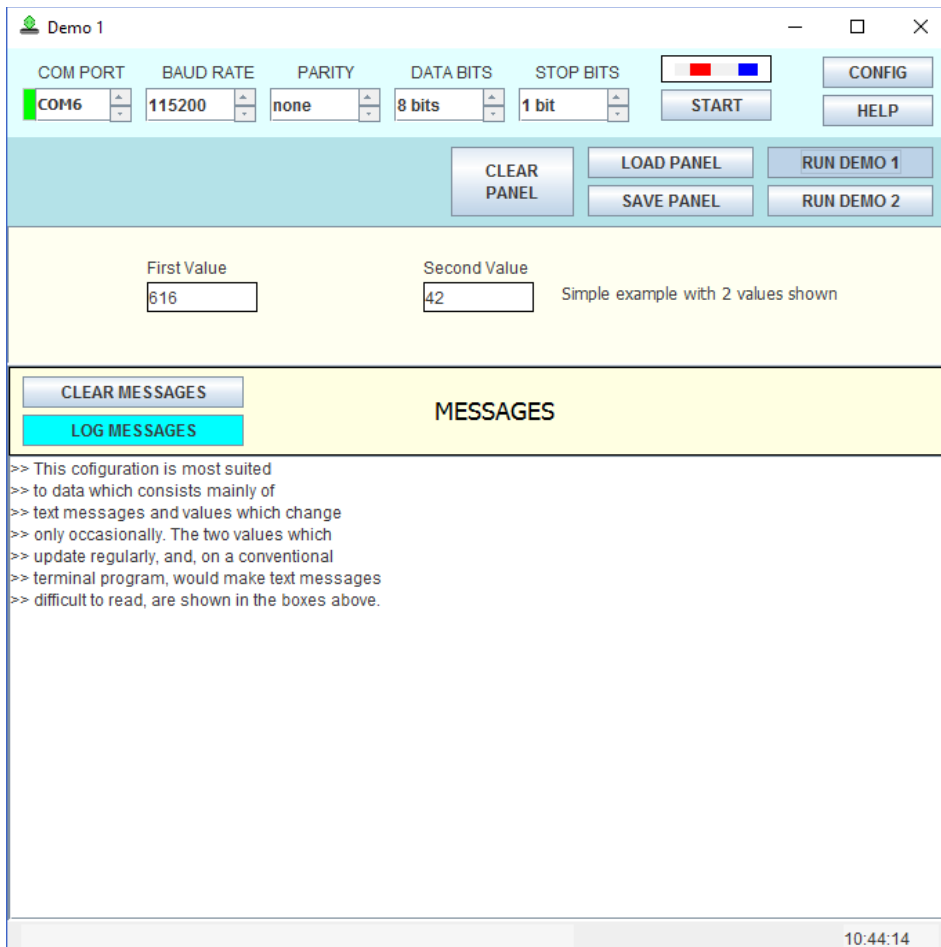 Demo 1
COM PORT BAUD RATE PARITY DATA BITS STOP BITS
COM6 115200 none 8 bits 1 bit
START
CONFIG
HELP
CLEAR PANEL
LOAD PANEL
SAVE PANEL
RUN DEMO 1
RUN DEMO 2
First Value
616
Second Value
42
Simple example with 2 values shown
CLEAR MESSAGES
LOG MESSAGES
MESSAGES
>> This cofiguration is most suited
>> to data which consists mainly of
>> text messages and values which change
>> only occasionally. The two values which
>> update regularly, and, on a conventional
>> terminal program, would make text messages
>> difficult to read, are shown in the boxes above.
10:44:14